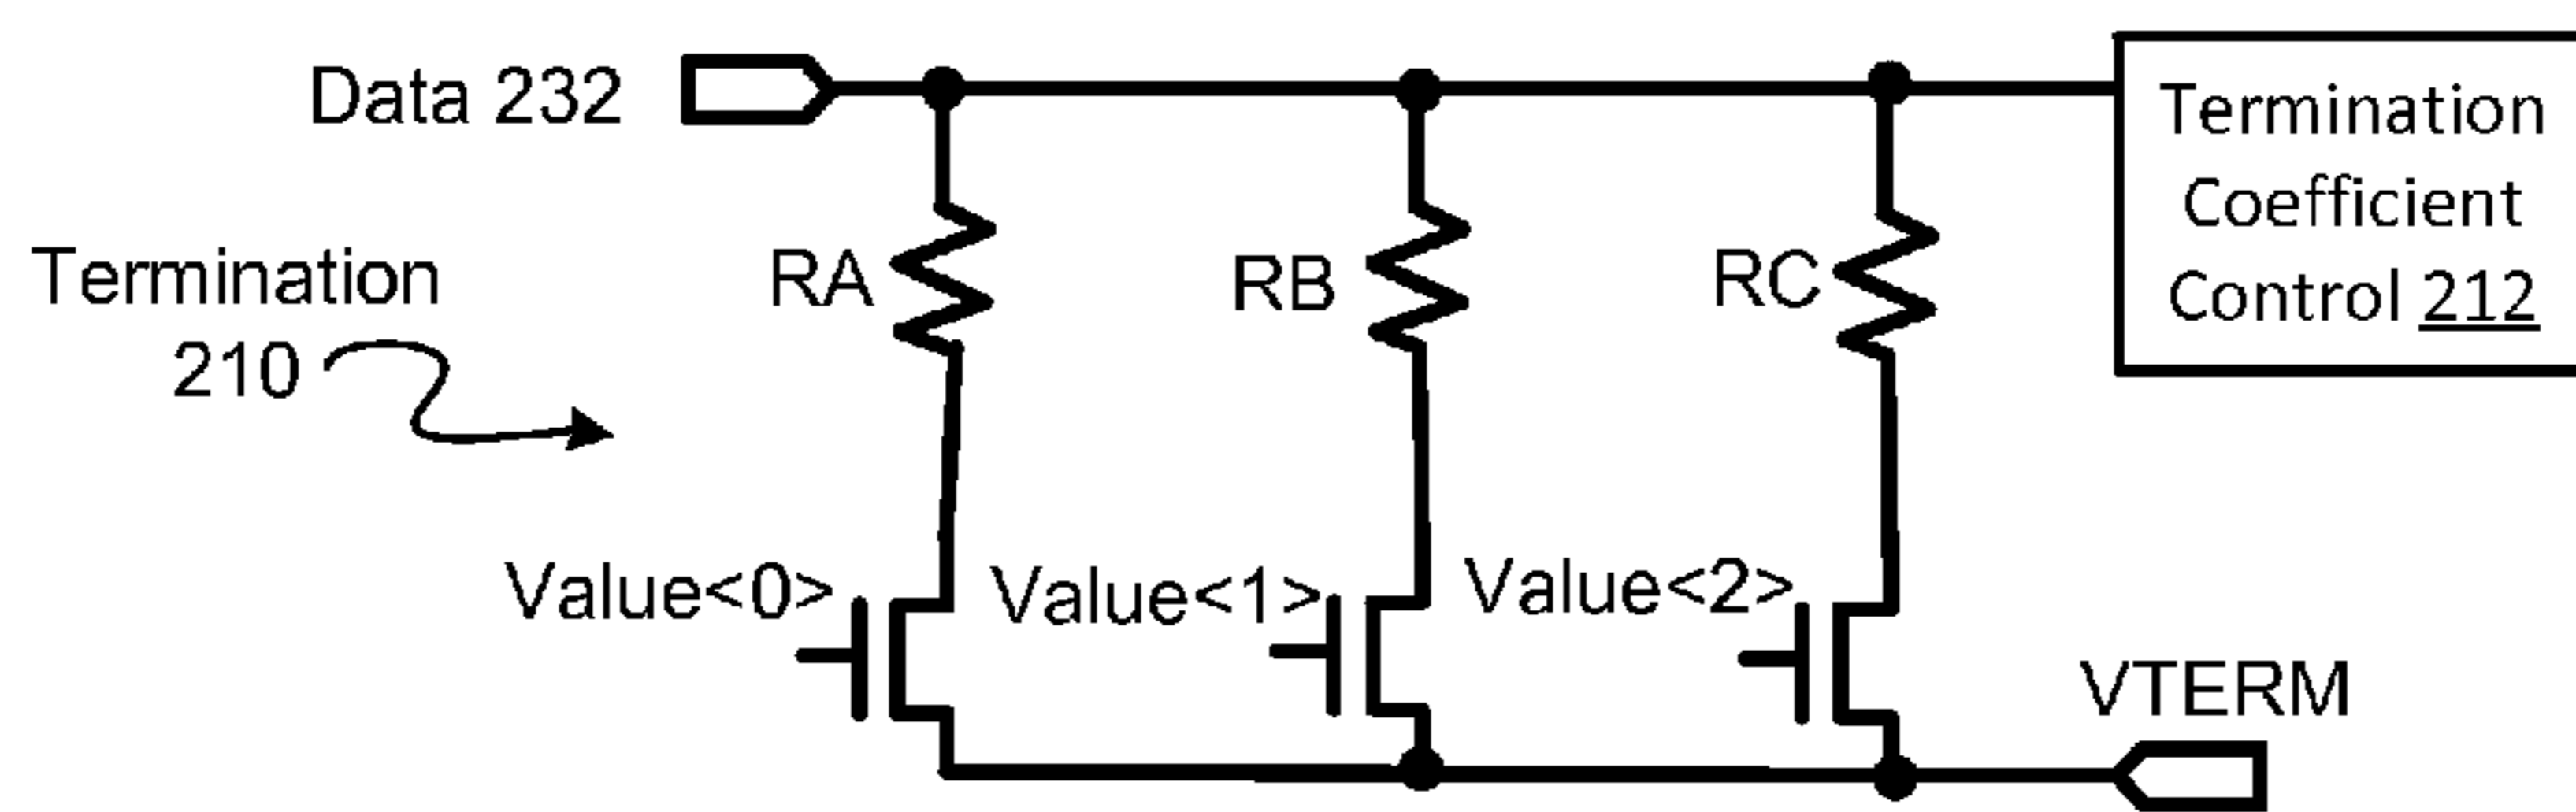 Data 232
Termination
Coefficient
Control 212
Termination
210
RA
RB
RC
Value<0>
Value<1>
Value<2>
VTERM